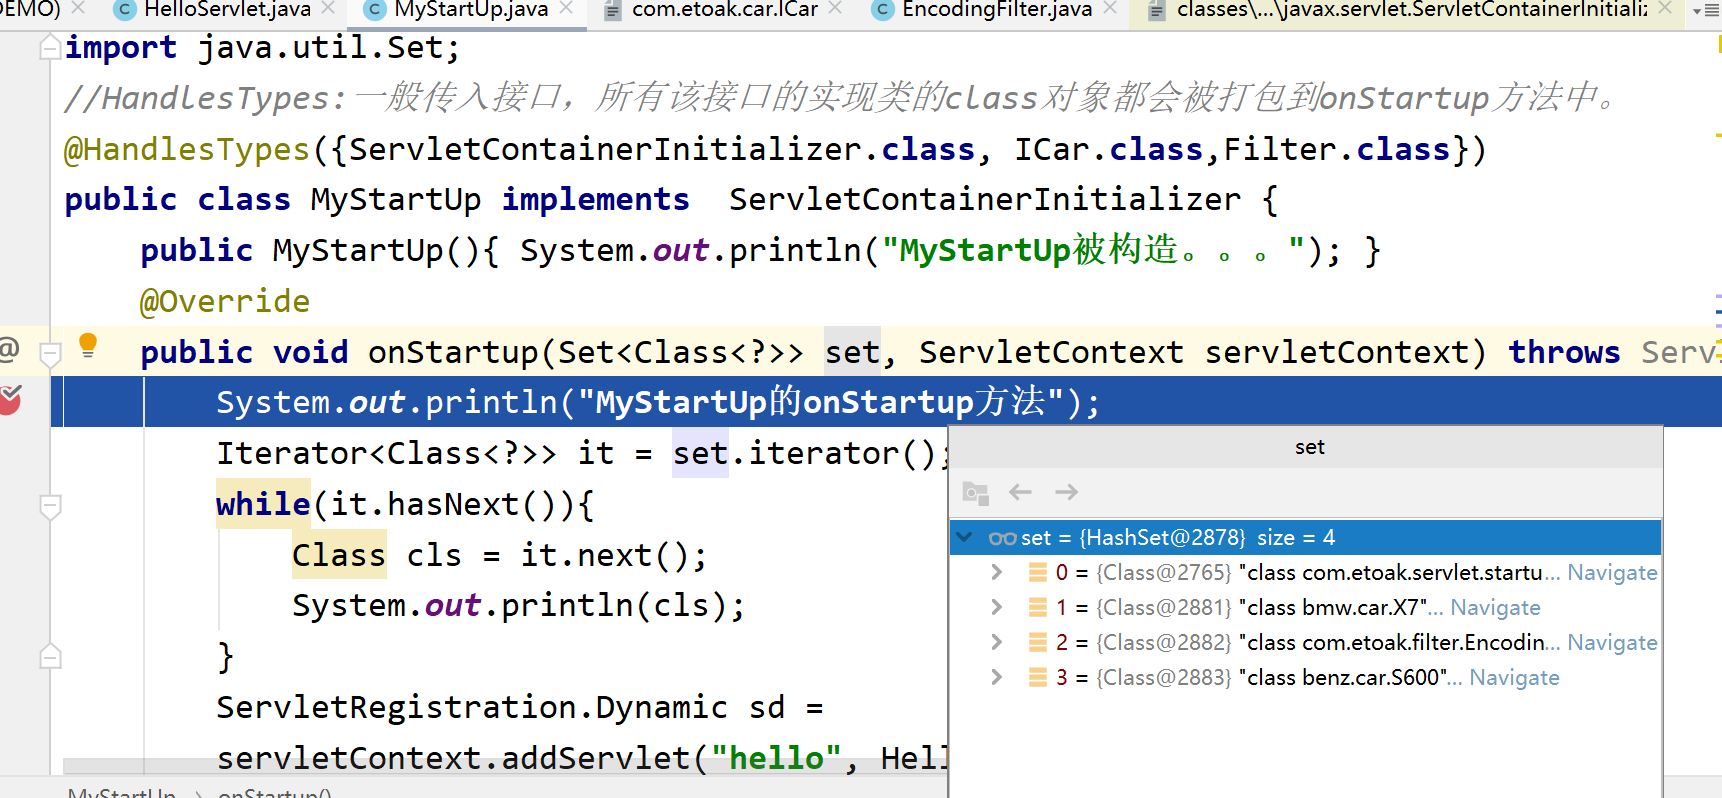 DEMO) HelloServlet.java MyStartUp.java com.etoak.car.ICar EncodingFilter.java classes\...\javax.servlet.ServletContainerInitializ
import java.util.Set;
//HandlesTypes:一般传入接口，所有该接口的实现类的class对象都会被打包到onStartup方法中。
@HandlesTypes({ServletContainerInitializer.class, ICar.class,Filter.class})
public class MyStartUp implements  ServletContainerInitializer {
public MyStartUp(){ System.out.println("MyStartUp被构造。。。"); }
@Override
public void onStartup(Set<Class<?>> set, ServletContext servletContext) throws Serv
System.out.println("MyStartUp的onStartup方法");
Iterator<Class<?>> it = set.iterator();
while(it.hasNext()){
Class cls = it.next();
System.out.println(cls);
}
ServletRegistration.Dynamic sd =
servletContext.addServlet("hello", Hell
set
set = {HashSet@2878} size = 4
0 = {Class@2765} "class com.etoak.servlet.startu... Navigate
1 = {Class@2881} "class bmw.car.X7"... Navigate
2 = {Class@2882} "class com.etoak.filter.Encodin... Navigate
3 = {Class@2883} "class benz.car.S600"... Navigate
MyStartUp > onStartup()